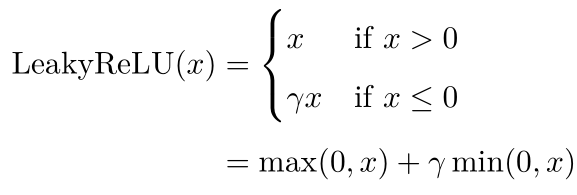 LeakyReLU(x) = { x if x > 0
γx if x ≤ 0
= max(0, x) + γ min(0, x)